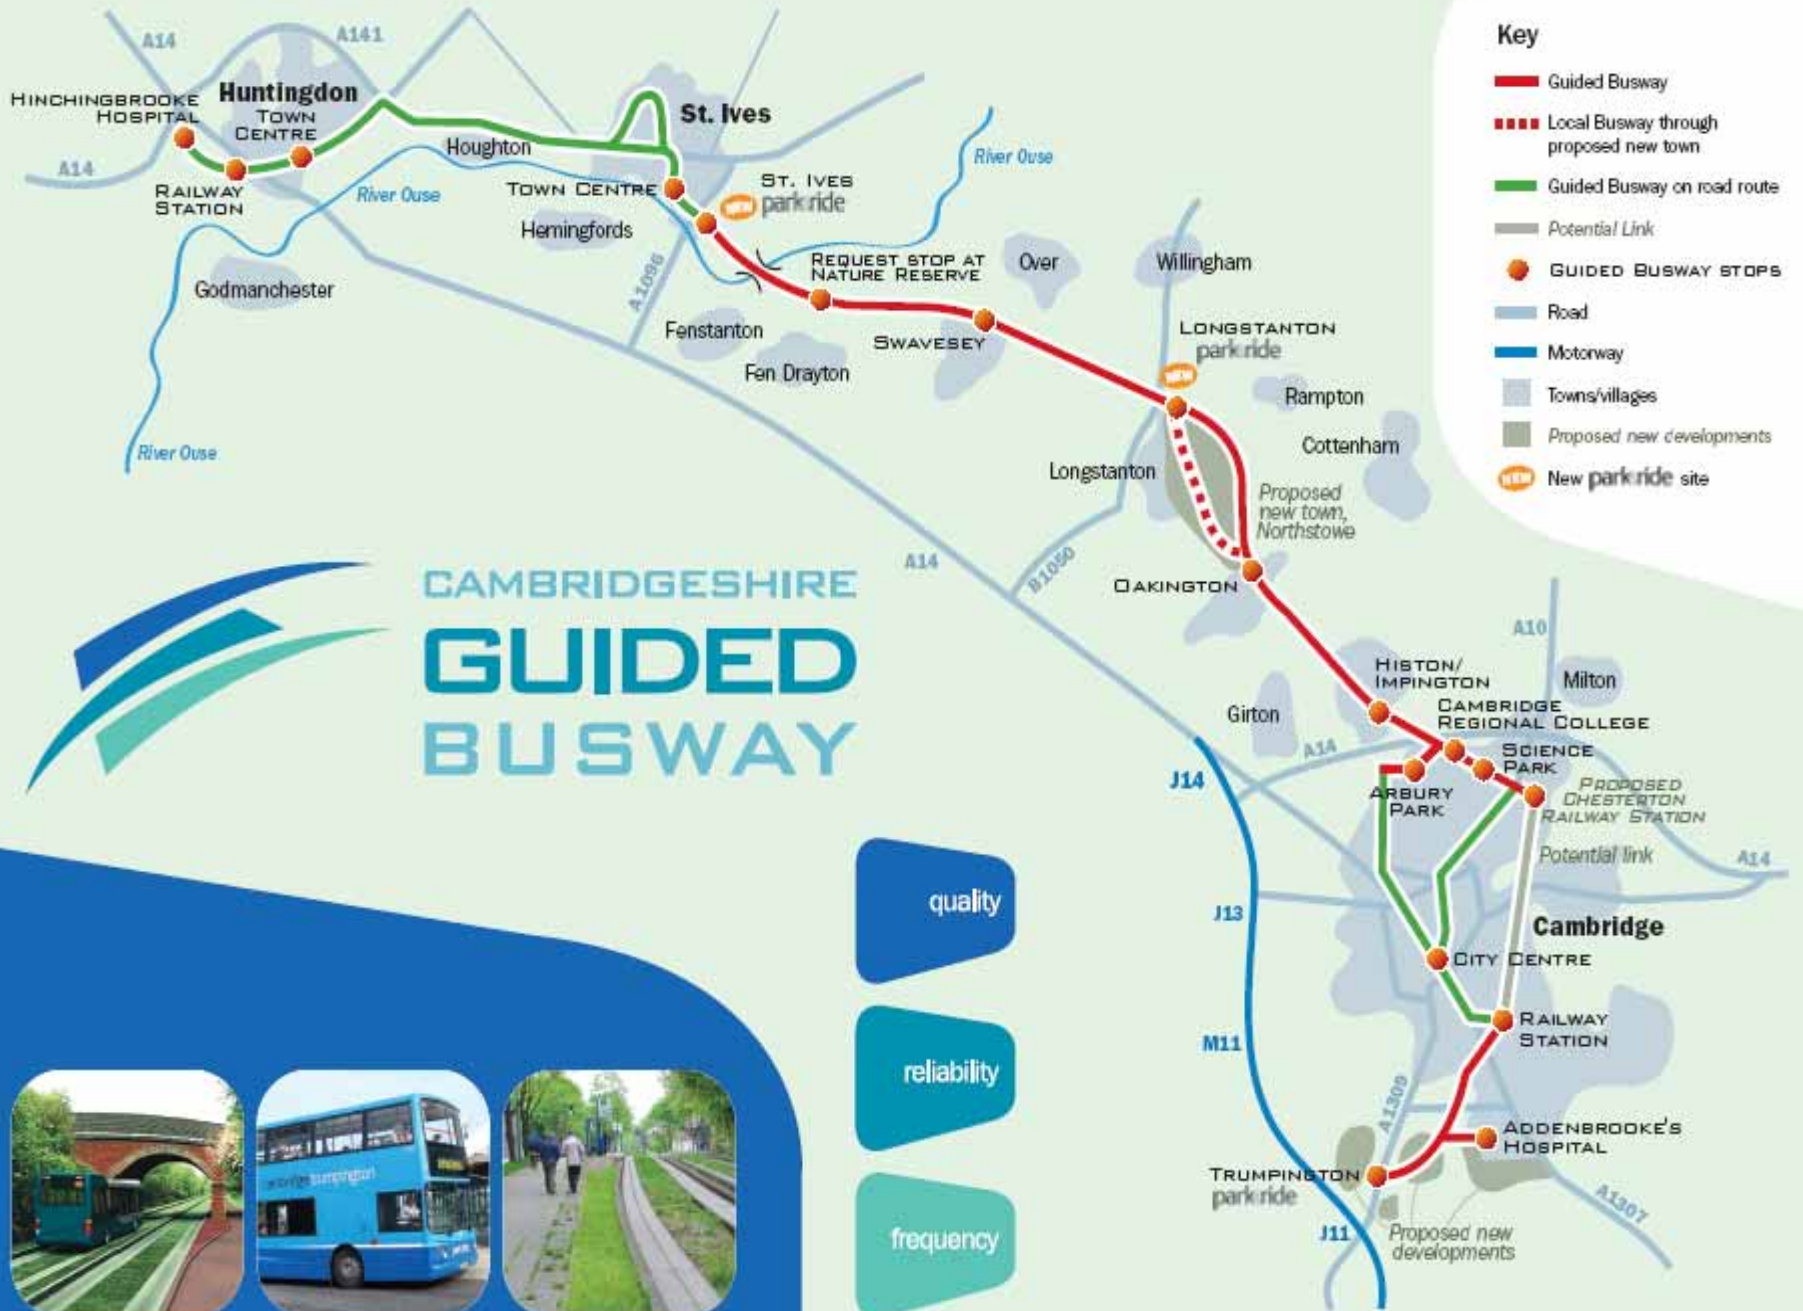 A14
A141
HINCHINGBROOKE
HOSPITAL
Huntingdon
TOWN
CENTRE
A14
RAILWAY
STATION
Houghton
River Ouse
St. Ives
TOWN CENTRE
NEW
ST. IVES
park&ride
River Ouse
Hemingfords
Godmanchester
A1096
River Ouse
REQUEST STOP AT
NATURE RESERVE
Over
Willingham
Fenstanton
Fen Drayton
SWAVESEY
LONGSTANTON
park&ride
NEW
Rampton
Cottenham
Longstanton
Proposed
new town,
Northstowe
A14
B1050
OAKINGTON
Key
Guided Busway
Local Busway through
proposed new town
Guided Busway on road route
Potential Link
GUIDED BUSWAY STOPS
Road
Motorway
Towns/villages
Proposed new developments
NEW
New park&ride site
CAMBRIDGESHIRE
GUIDED
BUSWAY
A10
HISTON/
IMPINGTON
Milton
Girton
CAMBRIDGE
REGIONAL COLLEGE
A14
SCIENCE
PARK
J14
ARBURY
PARK
PROPOSED
CHESTERTON
RAILWAY STATION
Potential link
A14
J13
Cambridge
CITY CENTRE
RAILWAY
STATION
M11
A1309
ADDENBROOKE'S
HOSPITAL
TRUMPINGTON
park&ride
A1307
J11
Proposed new
developments
quality
reliability
frequency
trumpington